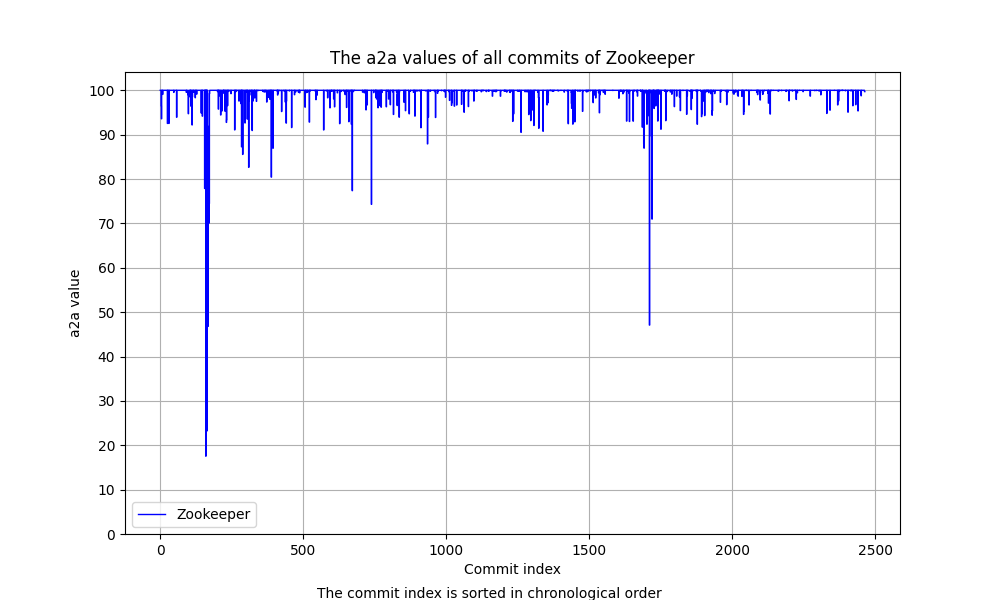 The a2a values of all commits of Zookeeper
100
90
80
70
60
50
40
30
20
10
0
a2a value
Zookeeper
0 500 1000 1500 2000 2500
Commit index
The commit index is sorted in chronological order